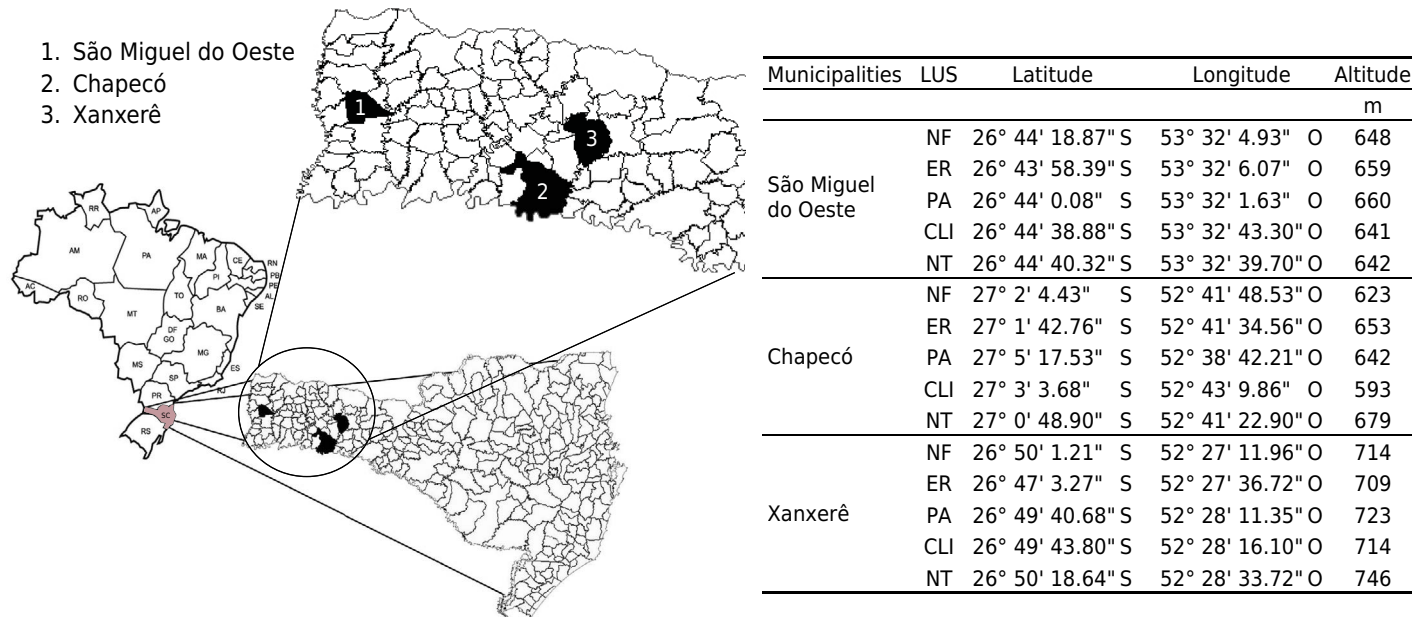 1. São Miguel do Oeste
2. Chapecó
3. Xanxerê
1
2
3
RR
AP
AM
PA
MA
CE
RN
PB
PE
AL
SE
PI
AC
RO
TO
BA
MT
DF
GO
MG
ES
MS
SP
RJ
PR
SC
RS
Municipalities LUS Latitude Longitude Altitude
m
São Miguel do Oeste
NF 26° 44' 18.87" S 53° 32' 4.93" O 648
ER 26° 43' 58.39" S 53° 32' 6.07" O 659
PA 26° 44' 0.08" S 53° 32' 1.63" O 660
CLI 26° 44' 38.88" S 53° 32' 43.30" O 641
NT 26° 44' 40.32" S 53° 32' 39.70" O 642
Chapecó
NF 27° 2' 4.43" S 52° 41' 48.53" O 623
ER 27° 1' 42.76" S 52° 41' 34.56" O 653
PA 27° 5' 17.53" S 52° 38' 42.21" O 642
CLI 27° 3' 3.68" S 52° 43' 9.86" O 593
NT 27° 0' 48.90" S 52° 41' 22.90" O 679
Xanxerê
NF 26° 50' 1.21" S 52° 27' 11.96" O 714
ER 26° 47' 3.27" S 52° 27' 36.72" O 709
PA 26° 49' 40.68" S 52° 28' 11.35" O 723
CLI 26° 49' 43.80" S 52° 28' 16.10" O 714
NT 26° 50' 18.64" S 52° 28' 33.72" O 746